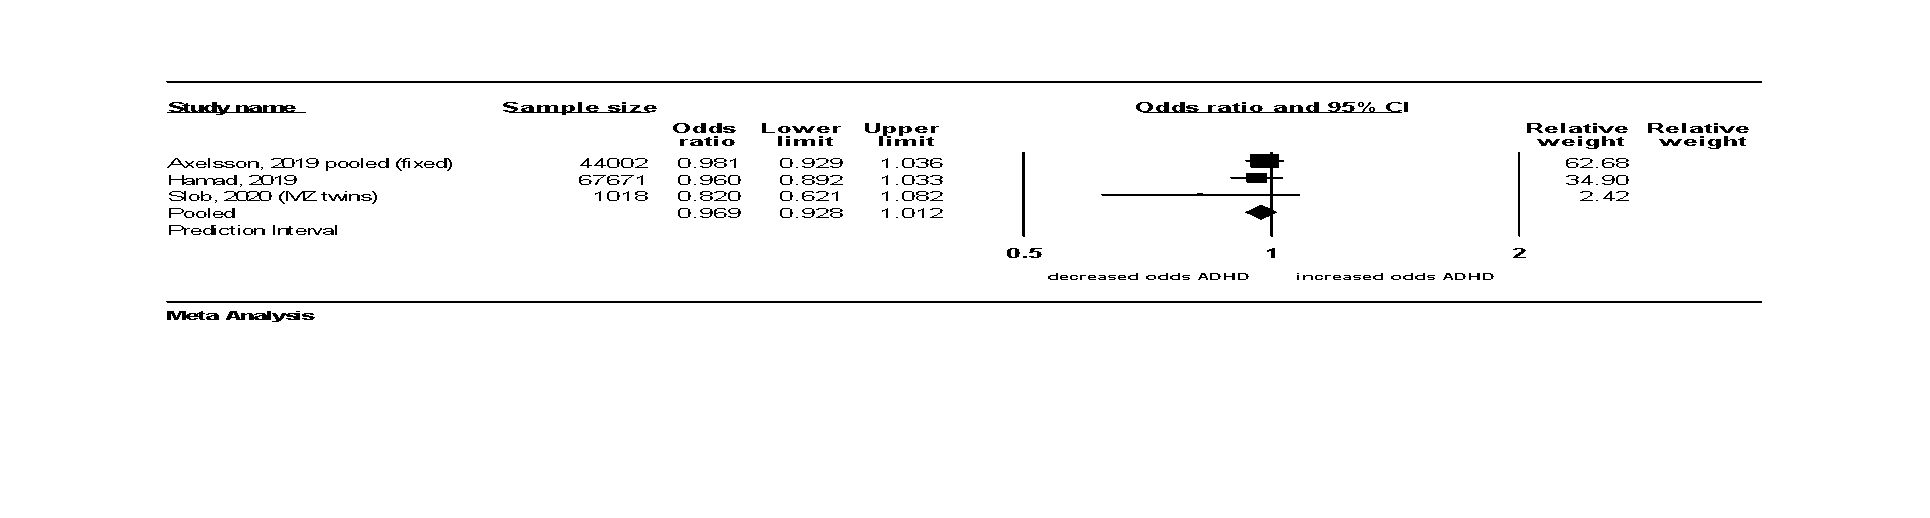 Study name Sample size Odds ratio and 95% CI
Odds Lower Upper Relative Relative
ratio limit limit weight weight
Axelsson, 2019 pooled (fixed) 44002 0.981 0.929 1.036 62.68
Hamad, 2019 67671 0.960 0.892 1.033 34.90
Slob, 2020 (MZ twins) 1018 0.820 0.621 1.082 2.42
Pooled 0.969 0.928 1.012
Prediction Interval
0.5 1 2
decreased odds ADHD increased odds ADHD
Meta Analysis